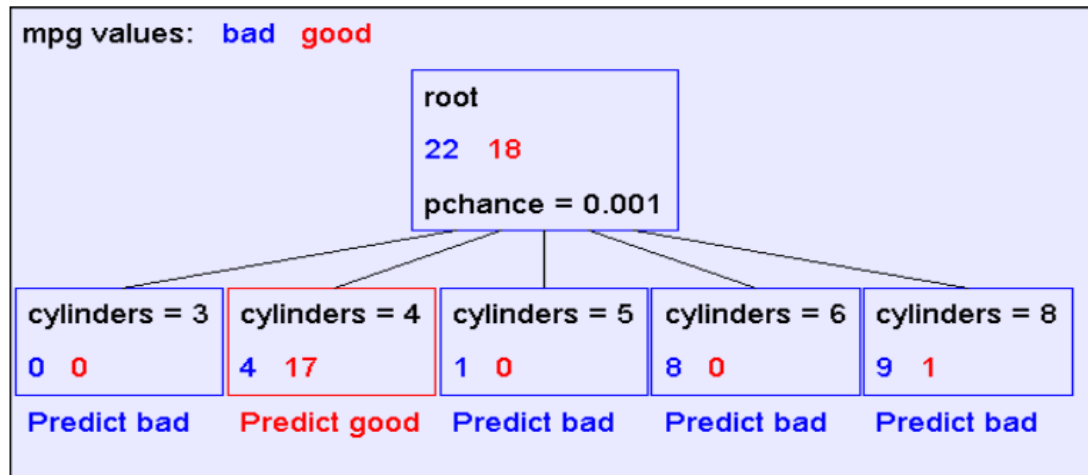 mpg values: bad good
root
22 18
pchance = 0.001
cylinders = 3
0 0
Predict bad
cylinders = 4
4 17
Predict good
cylinders = 5
1 0
Predict bad
cylinders = 6
8 0
Predict bad
cylinders = 8
9 1
Predict bad